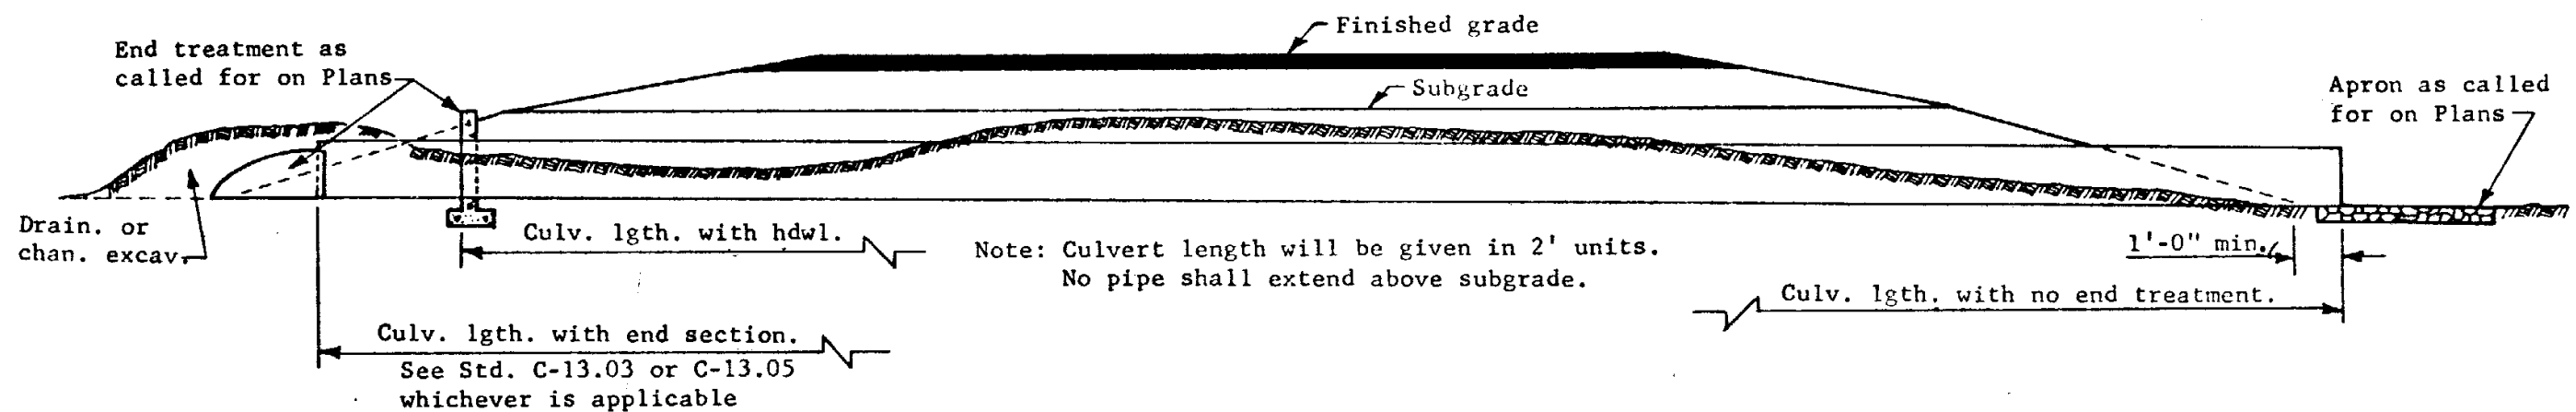 Finished grade
End treatment as
called for on Plans
Subgrade
Apron as called
for on Plans
Drain. or
chan. excav.
Culv. lgth. with hdwl.
Note: Culvert length will be given in 2' units.
No pipe shall extend above subgrade.
1'-0" min.
Culv. lgth. with no end treatment.
Culv. lgth. with end section.
See Std. C-13.03 or C-13.05
whichever is applicable